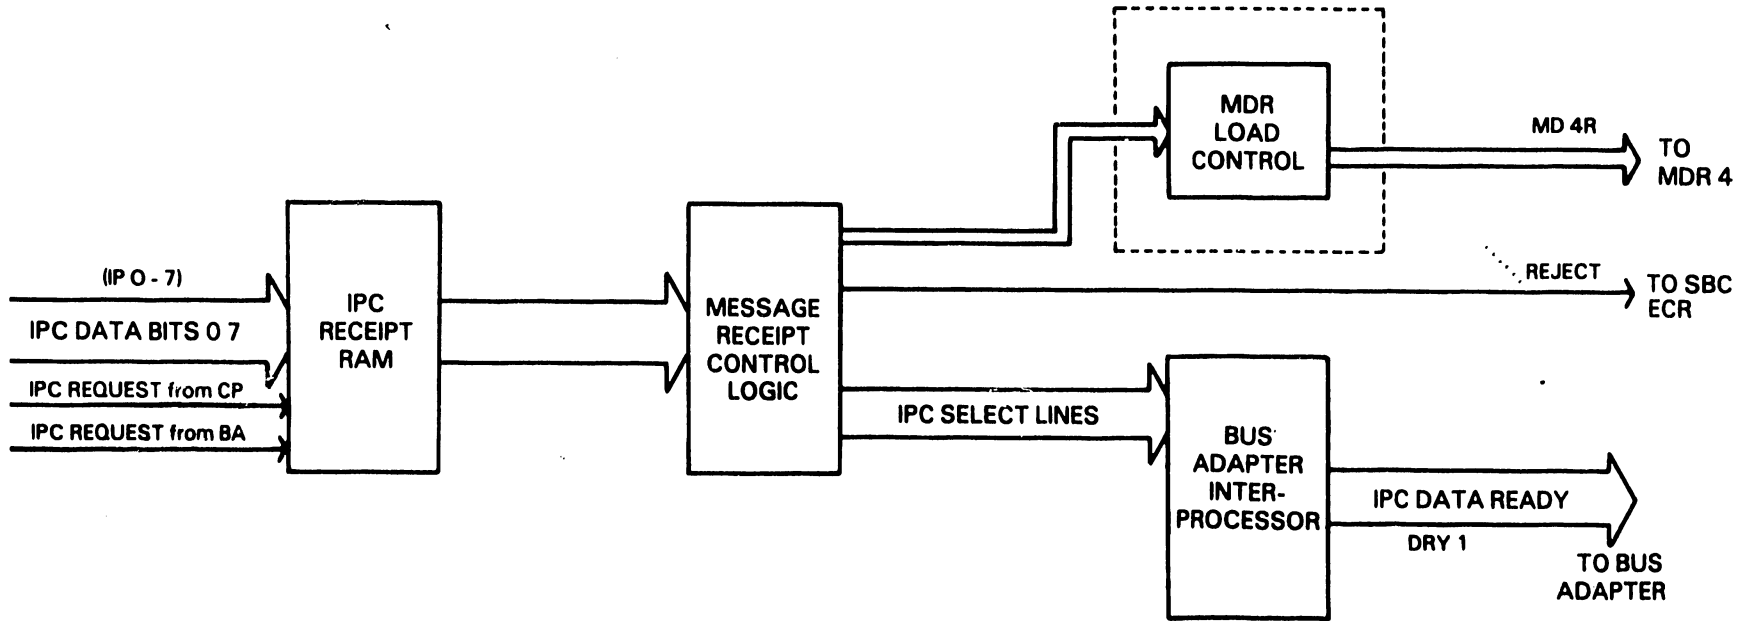 MDR
LOAD
CONTROL
MD 4R
TO
MDR 4
(IP 0 - 7)
IPC DATA BITS 0 7
IPC REQUEST from CP
IPC REQUEST from BA
IPC
RECEIPT
RAM
MESSAGE
RECEIPT
CONTROL
LOGIC
REJECT
TO SBC
ECR
IPC SELECT LINES
BUS
ADAPTER
INTER-
PROCESSOR
IPC DATA READY
DRY 1
TO BUS
ADAPTER